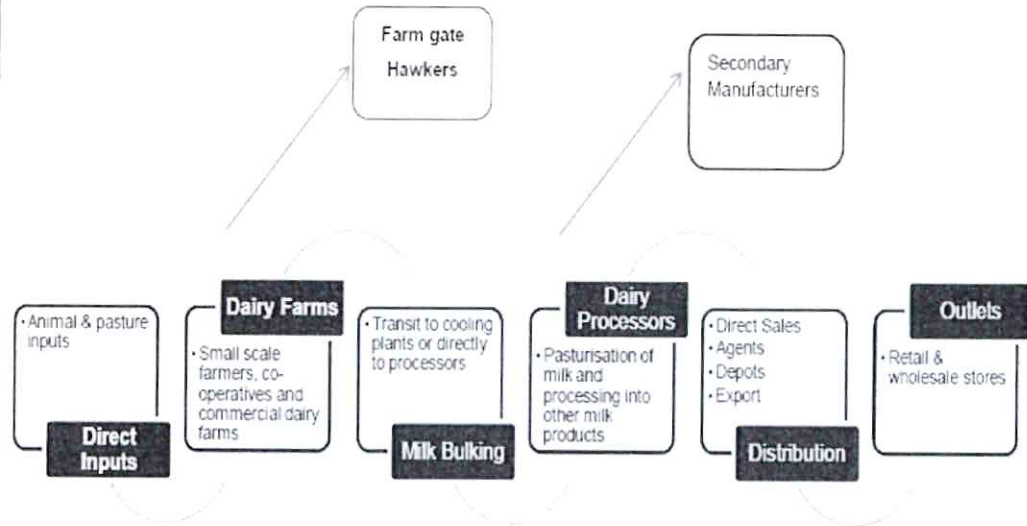 Farm gate
Hawkers
Secondary
Manufacturers
• Animal & pasture
inputs
Direct
Inputs
Dairy Farms
• Small scale
farmers, co-
operatives and
commercial dairy
farms
• Transit to cooling
plants or directly
to processors
Milk Bulking
Dairy
Processors
• Pasturisation of
milk and
processing into
other milk
products
• Direct Sales
• Agents
• Depots
• Export
Distribution
Outlets
• Retail &
wholesale stores